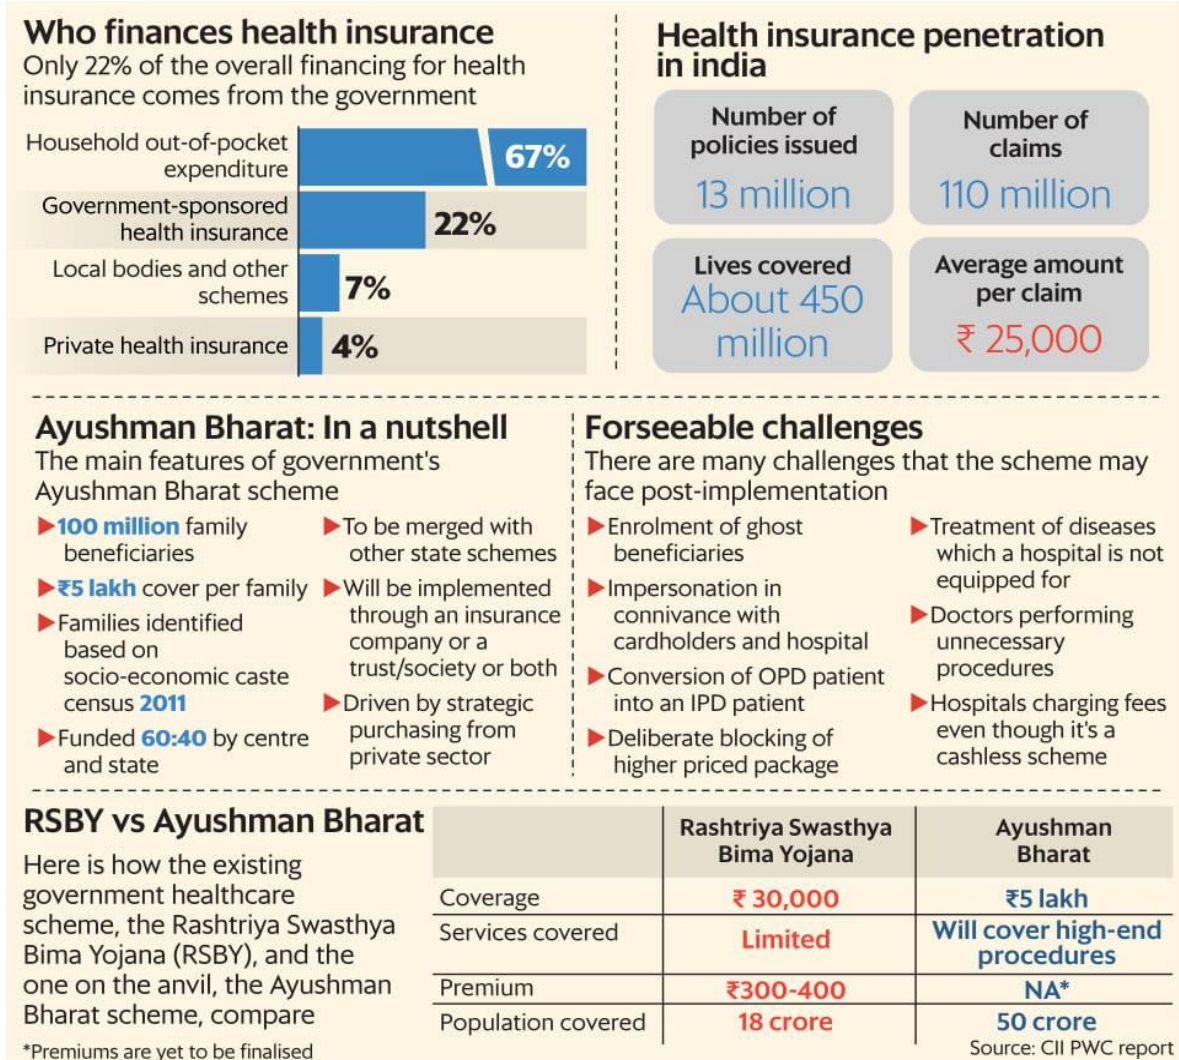 Who finances health insurance
Only 22% of the overall financing for health
insurance comes from the government
Household out-of-pocket
expenditure
67%
Government-sponsored
health insurance
22%
Local bodies and other
schemes
7%
Private health insurance
4%
Health insurance penetration
in india
Number of
policies issued
13 million
Number of
claims
110 million
Lives covered
About 450
million
Average amount
per claim
₹ 25,000
Ayushman Bharat: In a nutshell
The main features of government's
Ayushman Bharat scheme
▶100 million family
beneficiaries
▶₹5 lakh cover per family
▶Families identified
based on
socio-economic caste
census 2011
▶Funded 60:40 by centre
and state
▶To be merged with
other state schemes
▶Will be implemented
through an insurance
company or a
trust/society or both
▶Driven by strategic
purchasing from
private sector
Forseeable challenges
There are many challenges that the scheme may
face post-implementation
▶Enrolment of ghost
beneficiaries
▶Impersonation in
connivance with
cardholders and hospital
▶Conversion of OPD patient
into an IPD patient
▶Deliberate blocking of
higher priced package
▶Treatment of diseases
which a hospital is not
equipped for
▶Doctors performing
unnecessary
procedures
▶Hospitals charging fees
even though it's a
cashless scheme
RSBY vs Ayushman Bharat
Here is how the existing
government healthcare
scheme, the Rashtriya Swasthya
Bima Yojana (RSBY), and the
one on the anvil, the Ayushman
Bharat scheme, compare
*Premiums are yet to be finalised
Rashtriya Swasthya
Bima Yojana
Ayushman
Bharat
Coverage
₹ 30,000
₹5 lakh
Services covered
Limited
Will cover high-end
procedures
Premium
₹300-400
NA*
Population covered
18 crore
50 crore
Source: CII PWC report